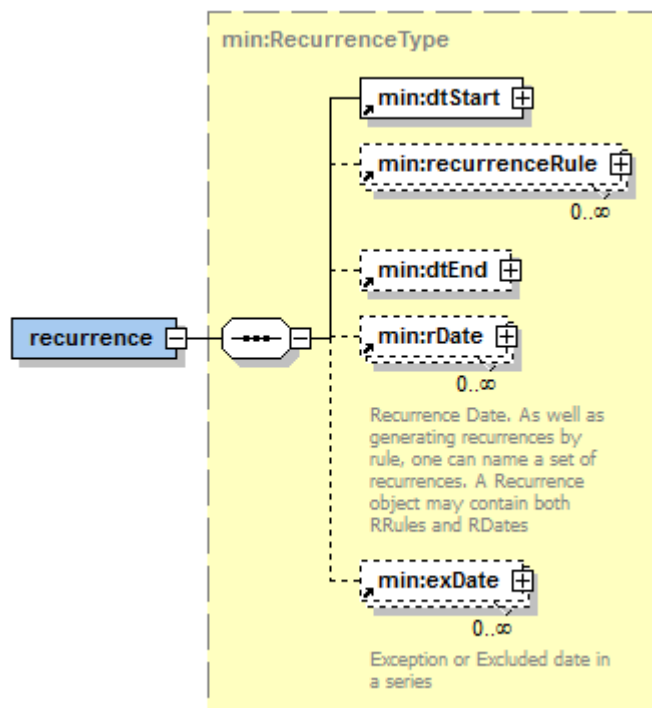 min:RecurrenceType
min:dtStart
min:recurrenceRule
0..∞
min:dtEnd
recurrence
min:rDate
0..∞
Recurrence Date. As well as
generating recurrences by
rule, one can name a set of
recurrences. A Recurrence
object may contain both
RRules and RDates
min:exDate
0..∞
Exception or Excluded date in
a series